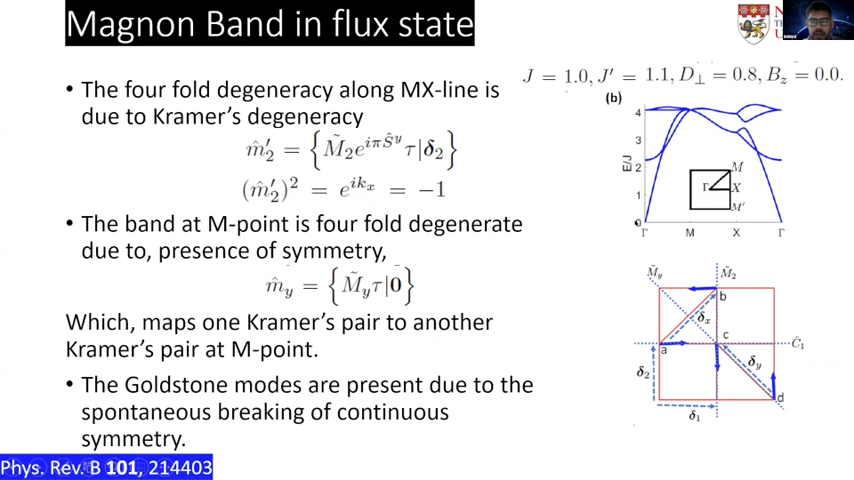 Magnon Band in flux state
• The four fold degeneracy along MX-line is
due to Kramer's degeneracy
m̂′₂ = { M̃₂e^{iπŜ^y} τ|δ₂ }
(m̂′₂)² = e^{ik_x} = −1
• The band at M-point is four fold degenerate
due to, presence of symmetry,
m̂_y = { M̃_y τ|0 }
Which, maps one Kramer's pair to another
Kramer's pair at M-point.
• The Goldstone modes are present due to the
spontaneous breaking of continuous
symmetry.
Phys. Rev. B 101, 214403
J = 1.0, J′ = 1.1, D⊥ = 0.8, B_z = 0.0.
(b)
E/J
4
3
2
1
0
Γ M X Γ
M
Γ X
M′
M̃_y M̃₂
b
δ_x
c
a C̃₁
δ₂ δ_y
d
δ₁